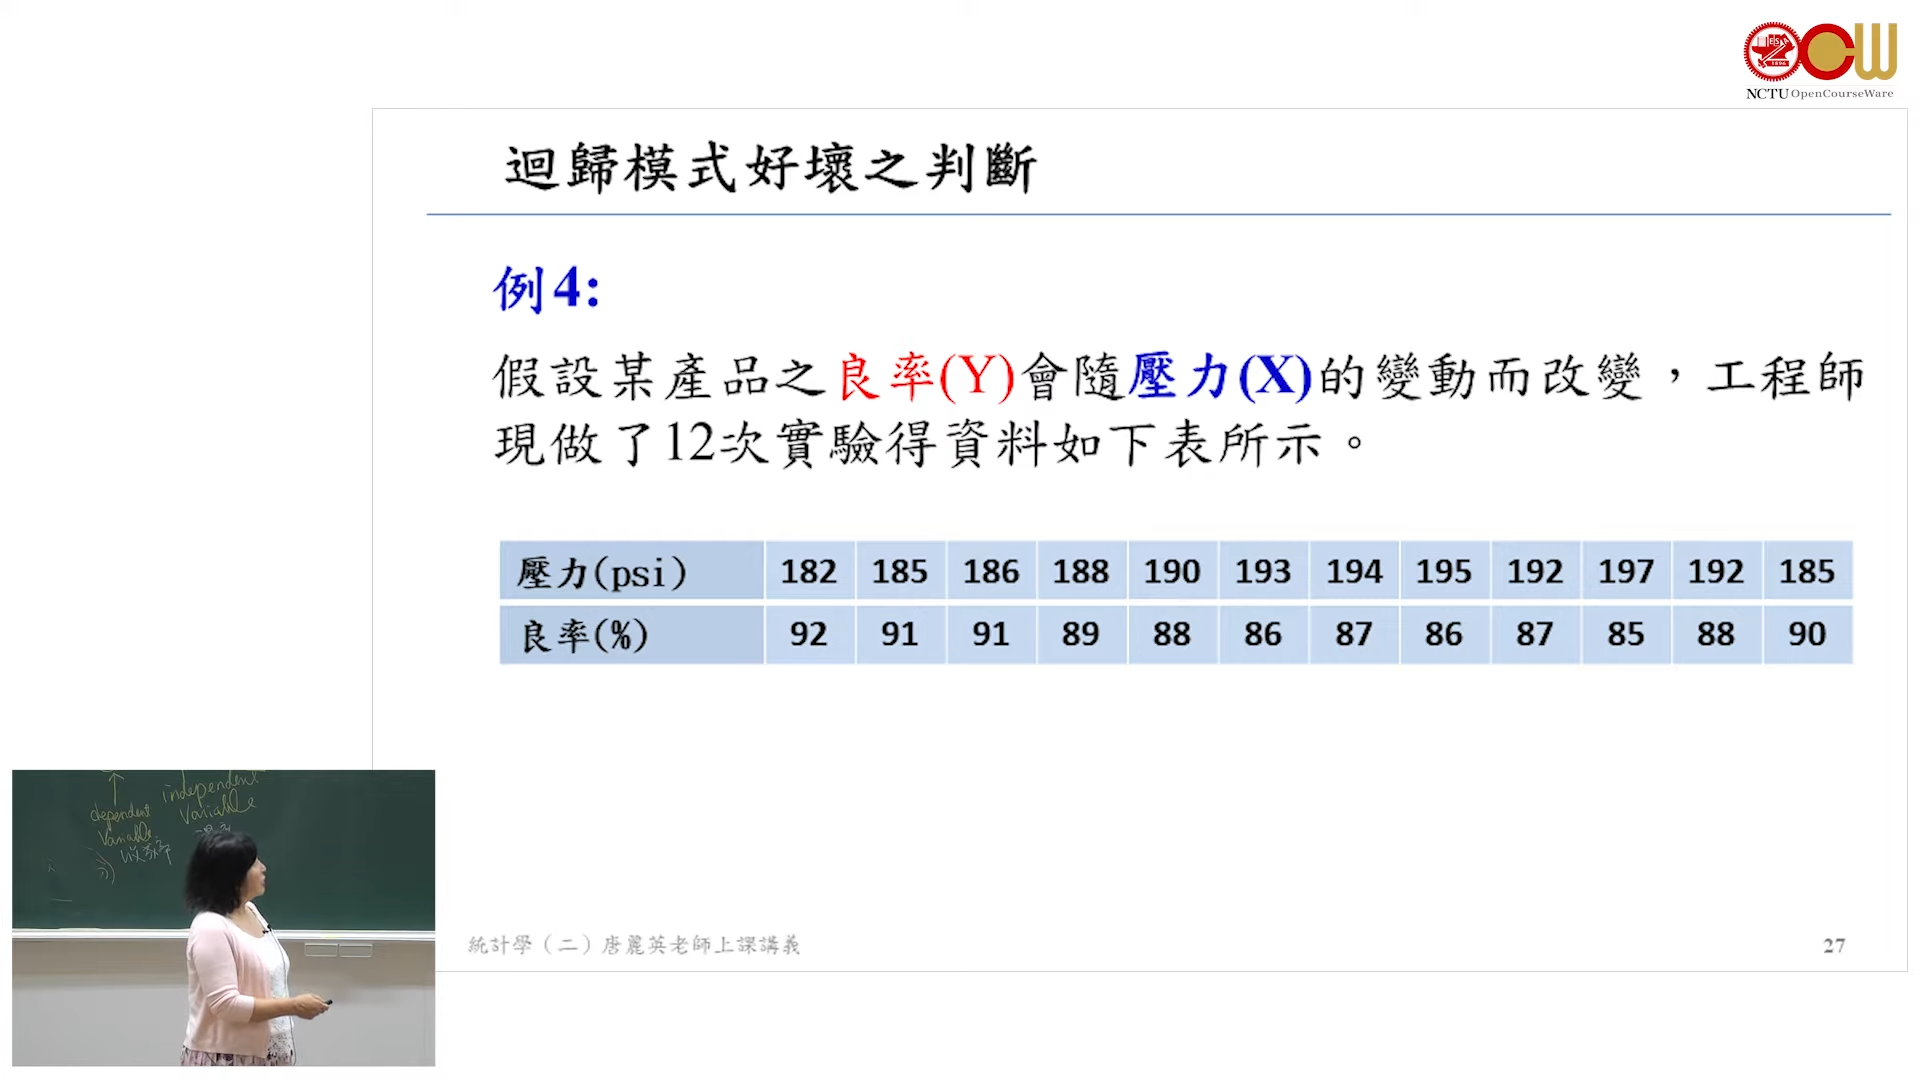 NCTU OpenCourseWare
迴歸模式好壞之判斷
例4:
假設某產品之良率(Y)會隨壓力(X)的變動而改變，工程師
現做了12次實驗得資料如下表所示。
壓力(psi) 182 185 186 188 190 193 194 195 192 197 192 185
良率(%) 92 91 91 89 88 86 87 86 87 85 88 90
independent
dependent variable
variable
統計學（二）唐麗英老師上課講義
27